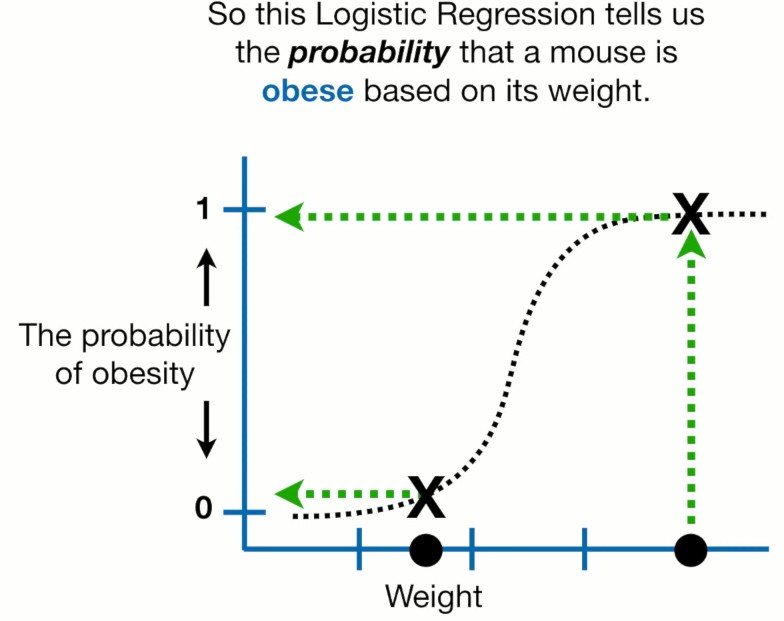 So this Logistic Regression tells us
the probability that a mouse is
obese based on its weight.
1
X
The probability
of obesity
X
0
Weight